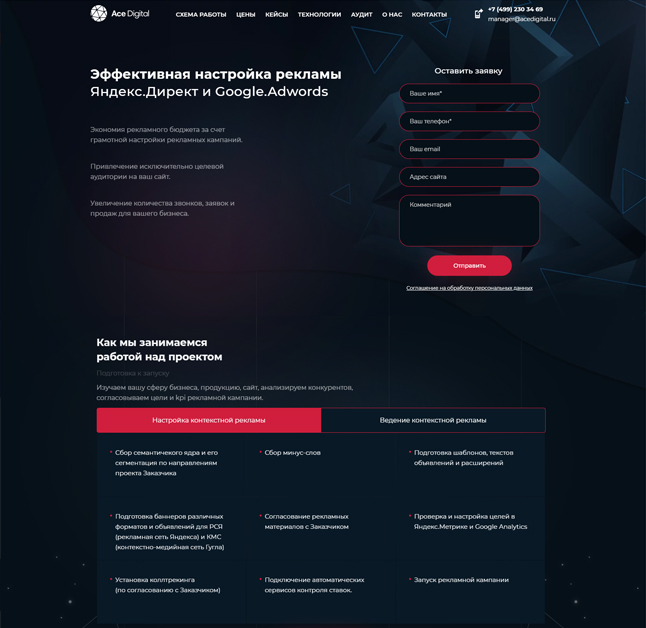 Ace Digital
СХЕМА РАБОТЫ ЦЕНЫ КЕЙСЫ ТЕХНОЛОГИИ АУДИТ О НАС КОНТАКТЫ
+7 (499) 230 34 69
manager@acedigital.ru
Эффективная настройка рекламы
Яндекс.Директ и Google.Adwords
Экономия рекламного бюджета за счет
грамотной настройки рекламных кампаний.
Привлечение исключительно целевой
аудитории на ваш сайт.
Увеличение количества звонков, заявок и
продаж для вашего бизнеса.
Оставить заявку
Ваше имя*
Ваш телефон*
Ваш email
Адрес сайта
Комментарий
Отправить
Соглашение на обработку персональных данных
Как мы занимаемся
работой над проектом
Подготовка к запуску
Изучаем вашу сферу бизнеса, продукцию, сайт, анализируем конкурентов,
согласовываем цели и kpi рекламной кампании.
Настройка контекстной рекламы
Ведение контекстной рекламы
* Сбор семантического ядра и его
сегментация по направлениям
проекта Заказчика
* Сбор минус-слов
* Подготовка шаблонов, текстов
объявлений и расширений
* Подготовка баннеров различных
форматов и объявлений для РСЯ
(рекламная сеть Яндекса) и КМС
(контекстно-медийная сеть Гугла)
* Согласование рекламных
материалов с Заказчиком
* Проверка и настройка целей в
Яндекс.Метрике и Google Analytics
* Установка коллтрекинга
(по согласованию с Заказчиком)
* Подключение автоматических
сервисов контроля ставок.
* Запуск рекламной кампании